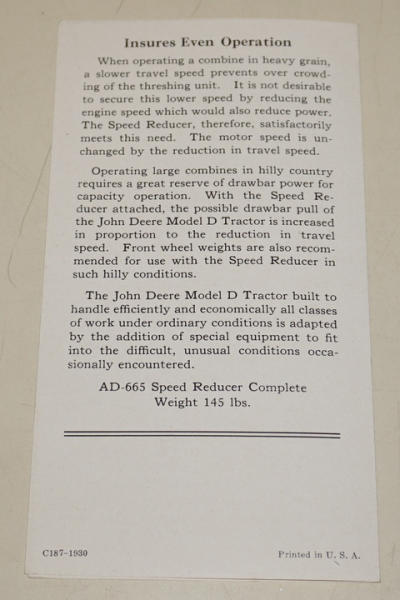 Insures Even Operation
When operating a combine in heavy grain,
a slower travel speed prevents over crowd-
ing of the threshing unit. It is not desirable
to secure this lower speed by reducing the
engine speed which would also reduce power.
The Speed Reducer, therefore, satisfactorily
meets this need. The motor speed is un-
changed by the reduction in travel speed.
Operating large combines in hilly country
requires a great reserve of drawbar power for
capacity operation. With the Speed Re-
ducer attached, the possible drawbar pull of
the John Deere Model D Tractor is increased
in proportion to the reduction in travel
speed. Front wheel weights are also recom-
mended for use with the Speed Reducer in
such hilly conditions.
The John Deere Model D Tractor built to
handle efficiently and economically all classes
of work under ordinary conditions is adapted
by the addition of special equipment to fit
into the difficult, unusual conditions occa-
sionally encountered.
AD-665 Speed Reducer Complete
Weight 145 lbs.
C187-1930
Printed in U. S. A.